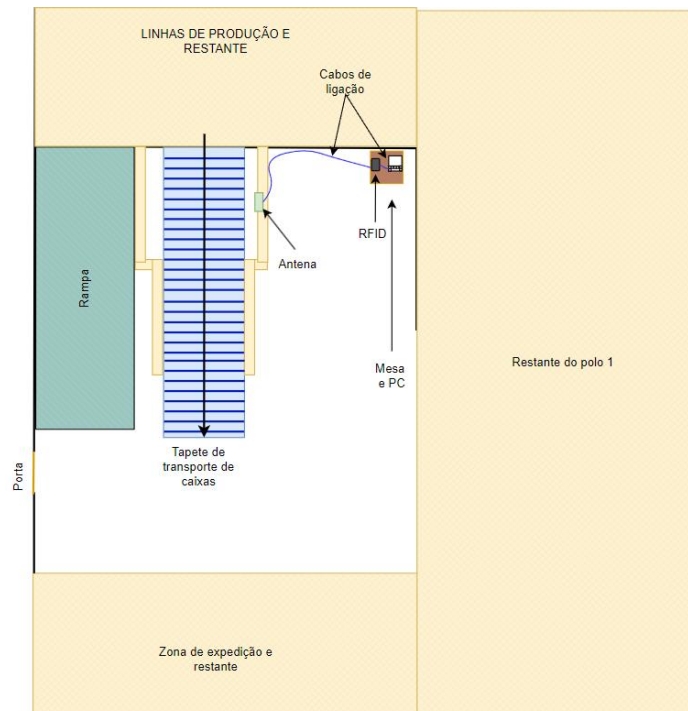 LINHAS DE PRODUÇÃO E
RESTANTE
Cabos de
ligação
RFID
Antena
Rampa
Mesa
e PC
Restante do polo 1
Tapete de
transporte de
caixas
Porta
Zona de expedição e
restante